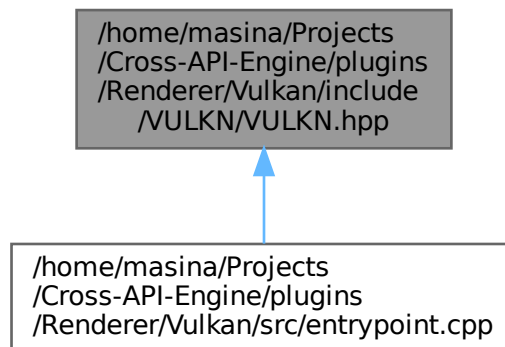 /home/masina/Projects
/Cross-API-Engine/plugins
/Renderer/Vulkan/include
/VULKN/VULKN.hpp
/home/masina/Projects
/Cross-API-Engine/plugins
/Renderer/Vulkan/src/entrypoint.cpp